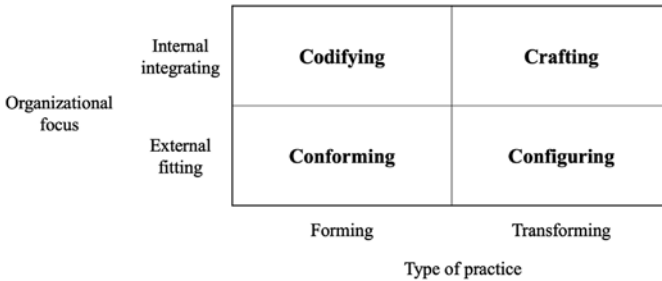 Internal
integrating
Codifying
Crafting
Organizational
focus
External
fitting
Conforming
Configuring
Forming
Transforming
Type of practice